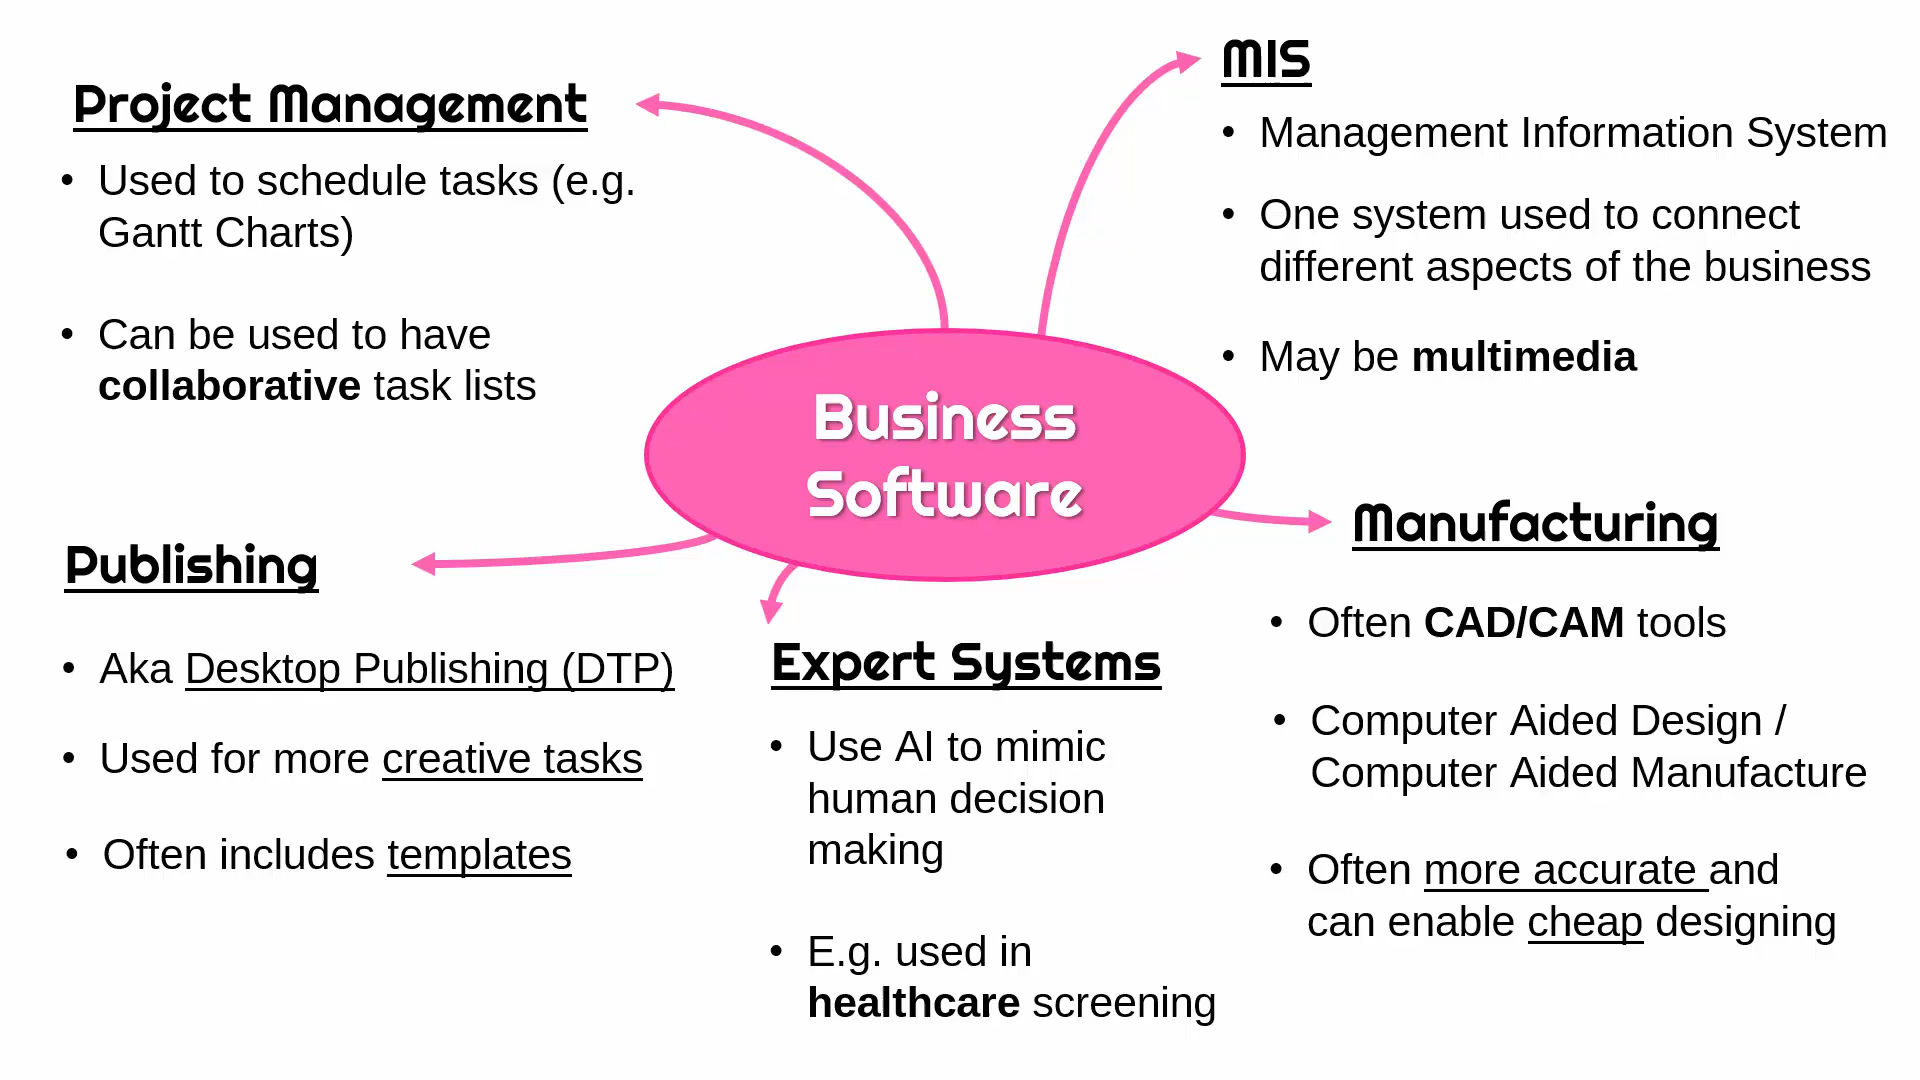 Project Management
• Used to schedule tasks (e.g.
Gantt Charts)
• Can be used to have
collaborative task lists
MIS
• Management Information System
• One system used to connect
different aspects of the business
• May be multimedia
Business
Software
Publishing
• Aka Desktop Publishing (DTP)
• Used for more creative tasks
• Often includes templates
Expert Systems
• Use AI to mimic
human decision
making
• E.g. used in
healthcare screening
Manufacturing
• Often CAD/CAM tools
• Computer Aided Design /
Computer Aided Manufacture
• Often more accurate and
can enable cheap designing